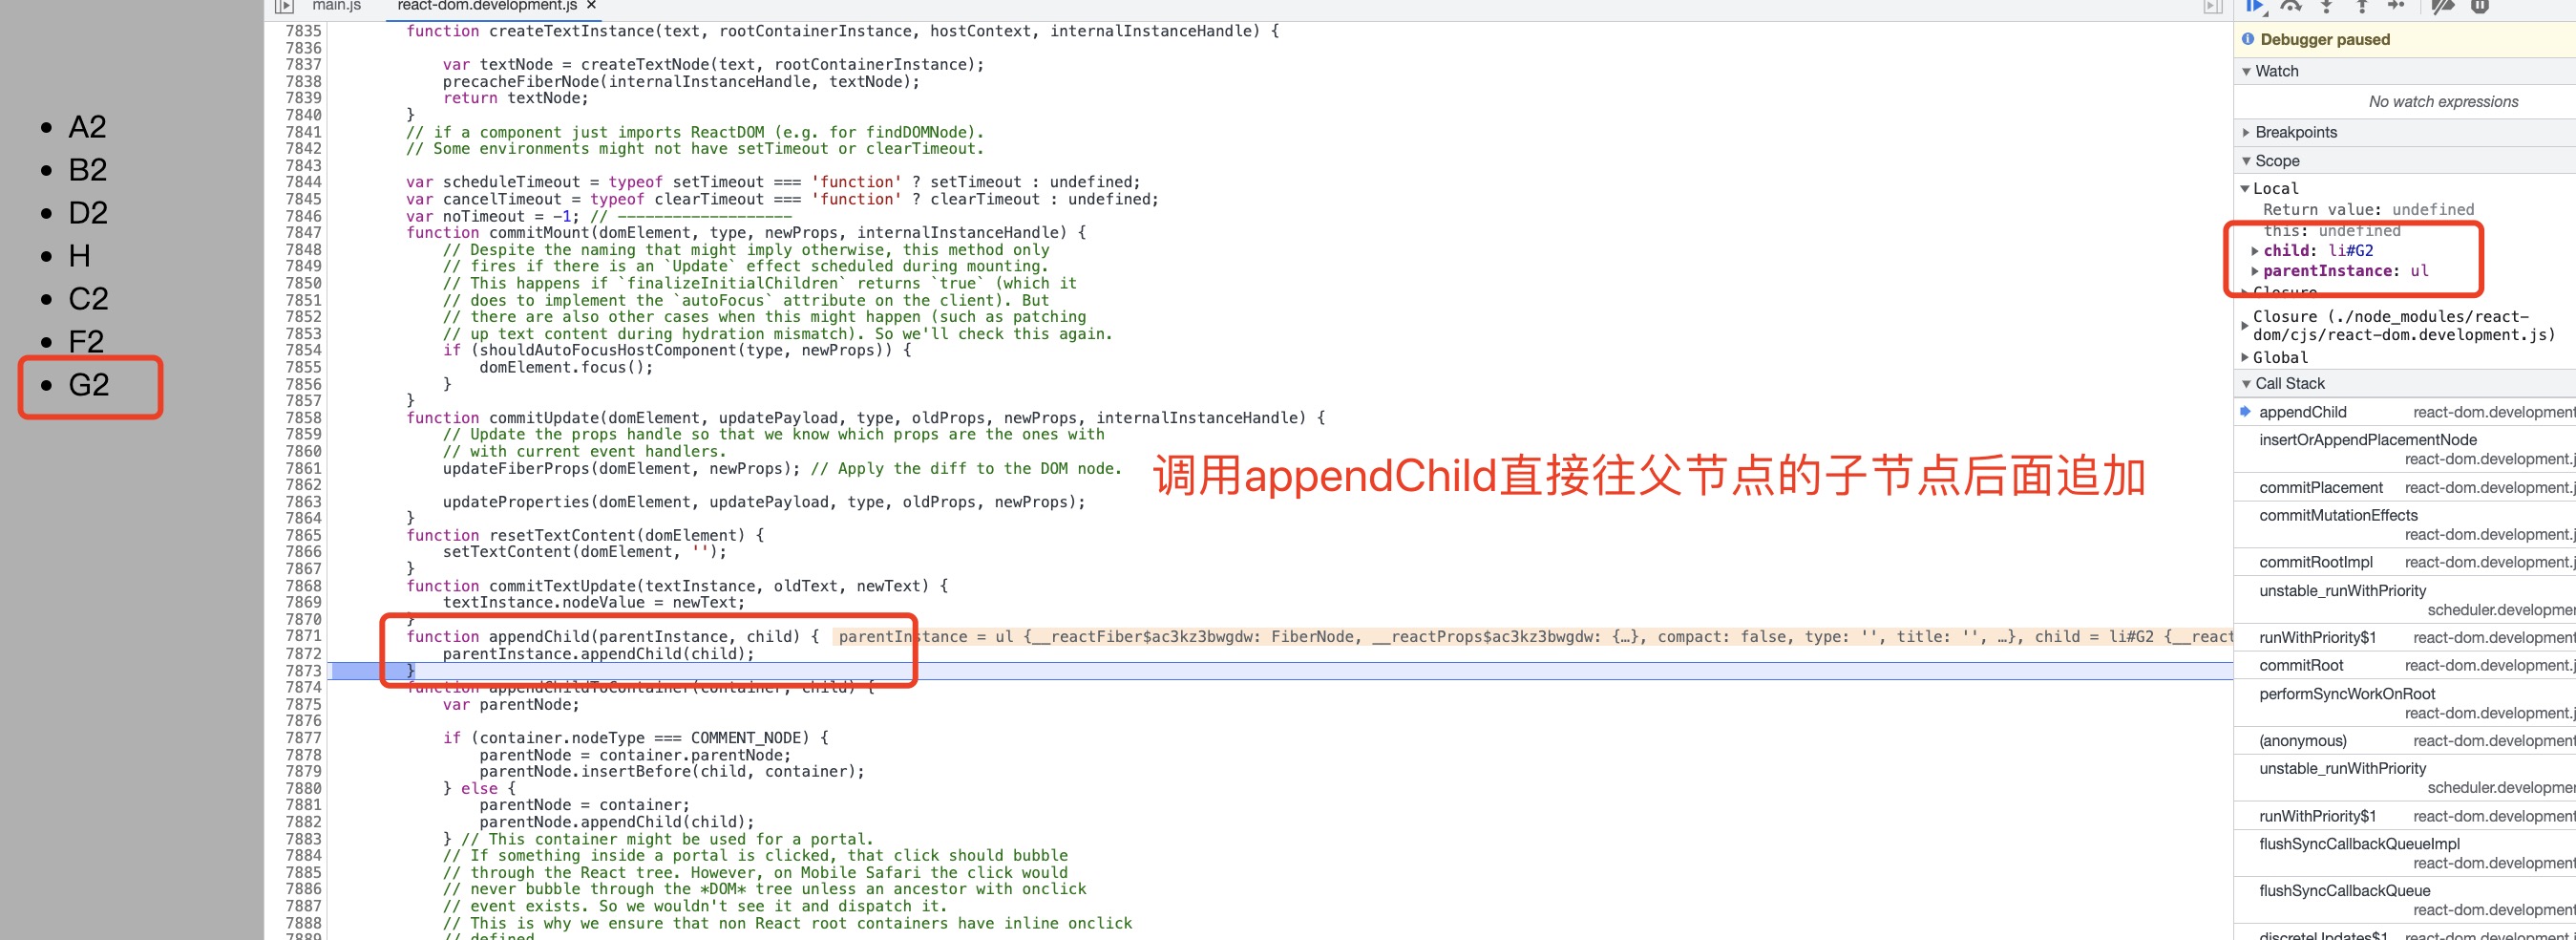 main.js
react-dom.development.js ×
A2
B2
D2
H
C2
F2
G2
7835 function createTextInstance(text, rootContainerInstance, hostContext, internalInstanceHandle) {
7836
7837 var textNode = createTextNode(text, rootContainerInstance);
7838 precacheFiberNode(internalInstanceHandle, textNode);
7839 return textNode;
7840 }
7841 // if a component just imports ReactDOM (e.g. for findDOMNode).
7842 // Some environments might not have setTimeout or clearTimeout.
7843
7844 var scheduleTimeout = typeof setTimeout === 'function' ? setTimeout : undefined;
7845 var cancelTimeout = typeof clearTimeout === 'function' ? clearTimeout : undefined;
7846 var noTimeout = -1; // -------------------
7847 function commitMount(domElement, type, newProps, internalInstanceHandle) {
7848 // Despite the naming that might imply otherwise, this method only
7849 // fires if there is an `Update` effect scheduled during mounting.
7850 // This happens if `finalizeInitialChildren` returns `true` (which it
7851 // does to implement the `autoFocus` attribute on the client). But
7852 // there are also other cases when this might happen (such as patching
7853 // up text content during hydration mismatch). So we'll check this again.
7854 if (shouldAutoFocusHostComponent(type, newProps)) {
7855 domElement.focus();
7856 }
7857 }
7858 function commitUpdate(domElement, updatePayload, type, oldProps, newProps, internalInstanceHandle) {
7859 // Update the props handle so that we know which props are the ones with
7860 // with current event handlers.
7861 updateFiberProps(domElement, newProps); // Apply the diff to the DOM node.
7862
7863 updateProperties(domElement, updatePayload, type, oldProps, newProps);
7864 }
7865 function resetTextContent(domElement) {
7866 setTextContent(domElement, '');
7867 }
7868 function commitTextUpdate(textInstance, oldText, newText) {
7869 textInstance.nodeValue = newText;
7870 }
7871 function appendChild(parentInstance, child) { parentInstance = ul {__reactFiber$ac3kz3bwgdw: FiberNode, __reactProps$ac3kz3bwgdw: {…}, compact: false, type: '', title: '', …}, child = li#G2 {__react
7872 parentInstance.appendChild(child);
7873 }
7874 function appendChildToContainer(container, child) {
7875 var parentNode;
7876
7877 if (container.nodeType === COMMENT_NODE) {
7878 parentNode = container.parentNode;
7879 parentNode.insertBefore(child, container);
7880 } else {
7881 parentNode = container;
7882 parentNode.appendChild(child);
7883 } // This container might be used for a portal.
7884 // If something inside a portal is clicked, that click should bubble
7885 // through the React tree. However, on Mobile Safari the click would
7886 // never bubble through the *DOM* tree unless an ancestor with onclick
7887 // event exists. So we wouldn't see it and dispatch it.
7888 // This is why we ensure that non React root containers have inline onclick
7889 // defined.
调用appendChild直接往父节点的子节点后面追加
Debugger paused
Watch
No watch expressions
Breakpoints
Scope
Local
Return value: undefined
this: undefined
child: li#G2
parentInstance: ul
Closure
Closure (./node_modules/react-
dom/cjs/react-dom.development.js)
Global
Call Stack
appendChild react-dom.development
insertOrAppendPlacementNode
react-dom.development.j
commitPlacement react-dom.development.j
commitMutationEffects
react-dom.development.j
commitRootImpl react-dom.development.j
unstable_runWithPriority
scheduler.developmen
runWithPriority$1 react-dom.development.j
commitRoot react-dom.development.j
performSyncWorkOnRoot
react-dom.development.j
(anonymous) react-dom.development.j
unstable_runWithPriority
scheduler.developmen
runWithPriority$1 react-dom.development.j
flushSyncCallbackQueueImpl
react-dom.development.j
flushSyncCallbackQueue
react-dom.development.j
discreteUpdates$1 react-dom.development.j